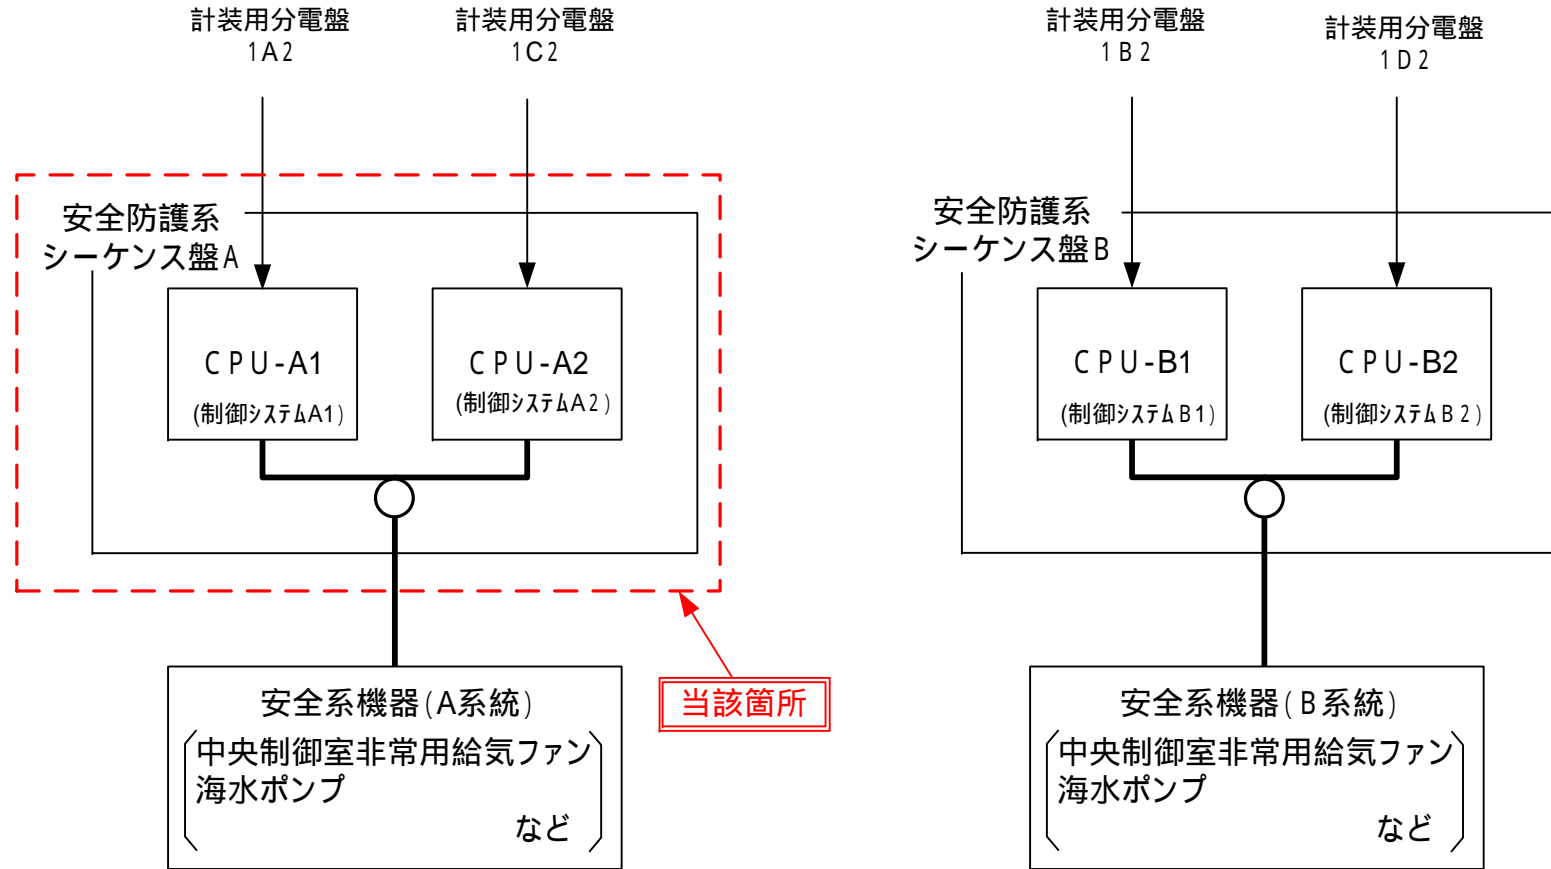 計装用分電盤
1A2
計装用分電盤
1C2
計装用分電盤
1B2
計装用分電盤
1D2
安全防護系
シーケンス盤A
CPU-A1
(制御システムA1)
CPU-A2
(制御システムA2)
安全防護系
シーケンス盤B
CPU-B1
(制御システムB1)
CPU-B2
(制御システムB2)
安全系機器(A系統)
中央制御室非常用給気ファン
海水ポンプ
など
当該箇所
安全系機器(B系統)
中央制御室非常用給気ファン
海水ポンプ
など